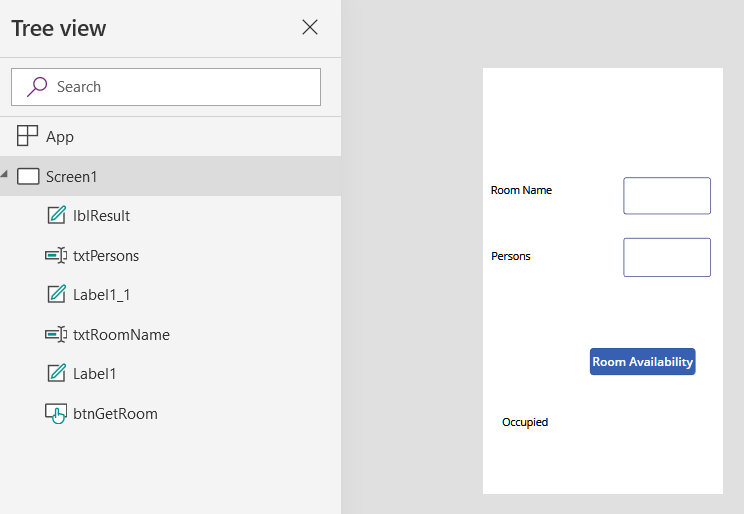 Tree view
Search
App
Screen1
lblResult
txtPersons
Label1_1
txtRoomName
Label1
btnGetRoom
Room Name
Persons
Room Availability
Occupied